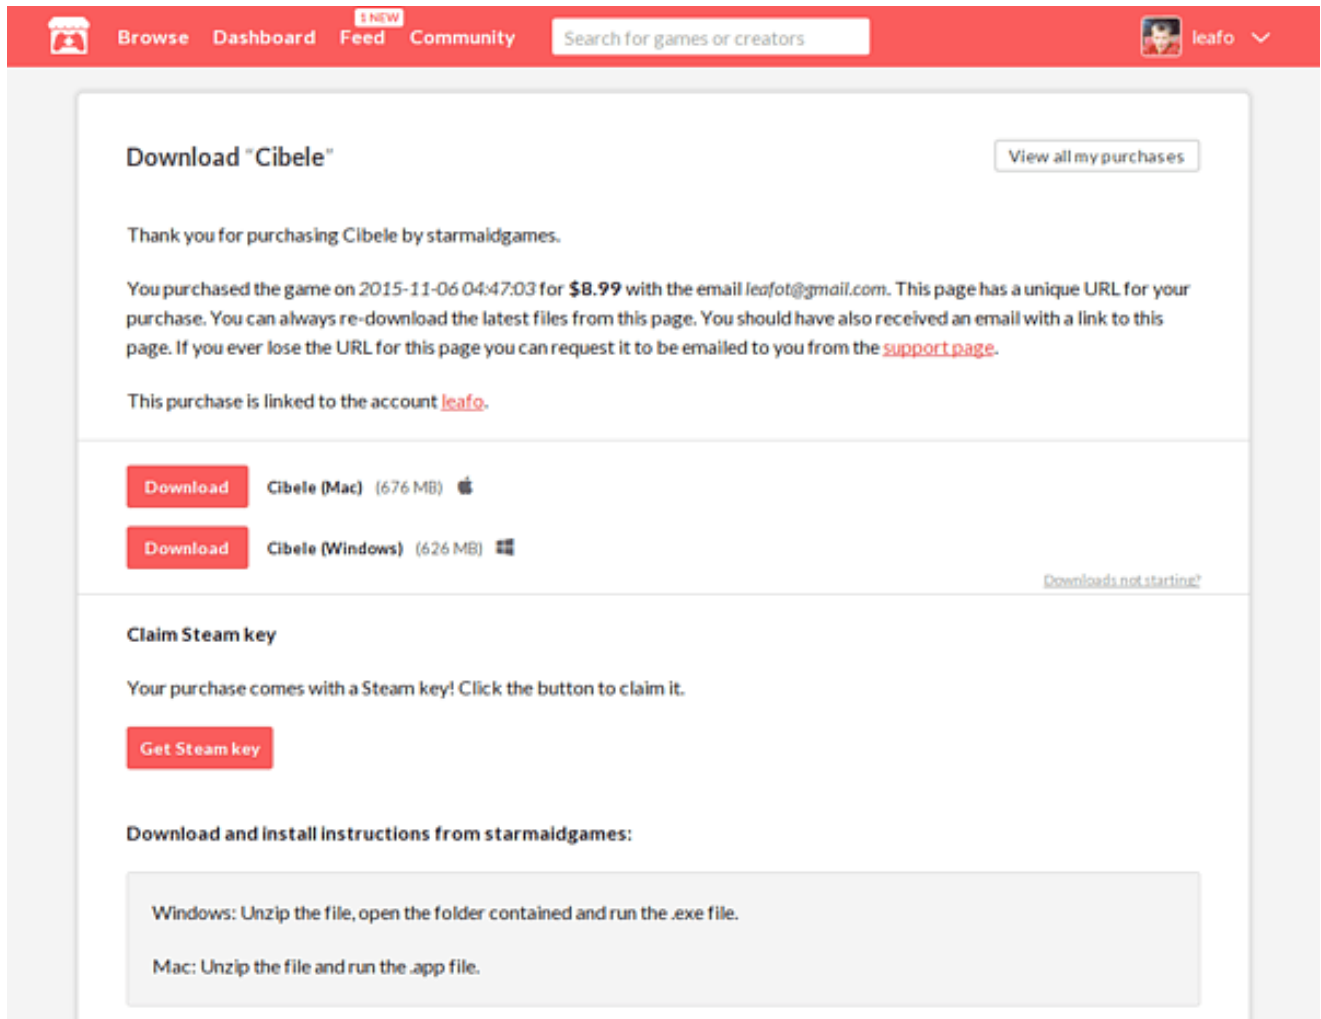 1 NEW
Browse Dashboard Feed Community Search for games or creators leafo
Download “Cibele” View all my purchases
Thank you for purchasing Cibele by starmaidgames.
You purchased the game on 2015-11-06 04:47:03 for $8.99 with the email leafot@gmail.com. This page has a unique URL for your
purchase. You can always re-download the latest files from this page. You should have also received an email with a link to this
page. If you ever lose the URL for this page you can request it to be emailed to you from the support page.
This purchase is linked to the account leafo.
Download Cibele (Mac) (676 MB)
Download Cibele (Windows) (626 MB)
Downloads not starting?
Claim Steam key
Your purchase comes with a Steam key! Click the button to claim it.
Get Steam key
Download and install instructions from starmaidgames:
Windows: Unzip the file, open the folder contained and run the .exe file.
Mac: Unzip the file and run the .app file.